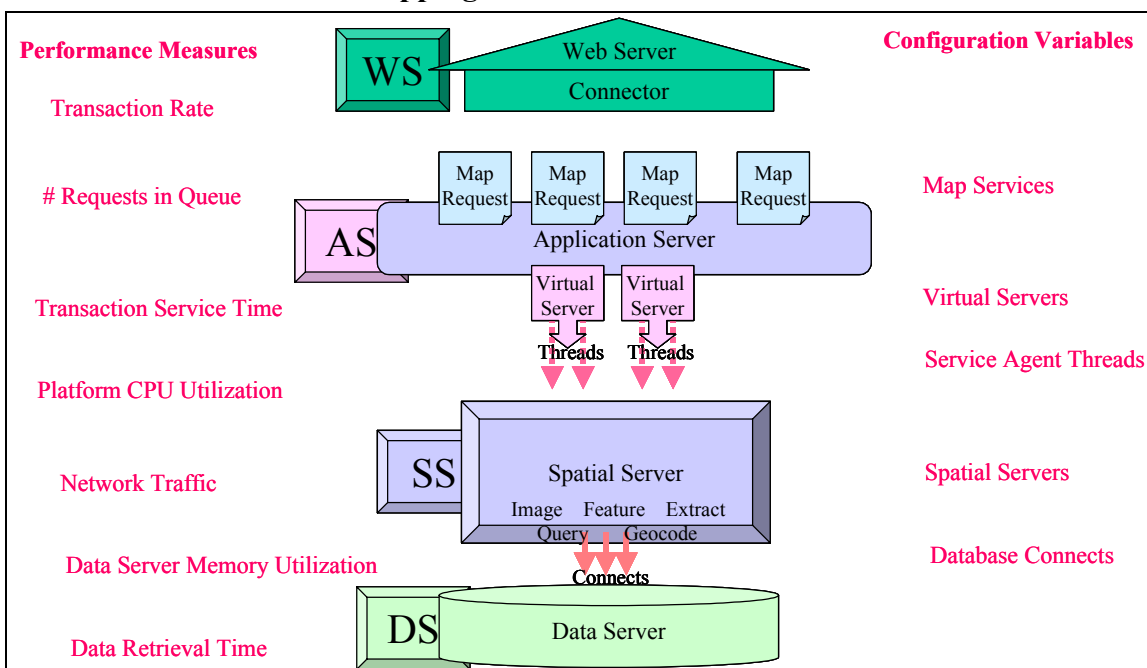 pping
Performance Measures
Configuration Variables
WS
Web Server
Connector
Transaction Rate
Map
Request
Map
Request
Map
Request
Map
Request
# Requests in Queue
Map Services
AS
Application Server
Transaction Service Time
Virtual
Server
Virtual
Server
Virtual Servers
Threads
Threads
Service Agent Threads
Platform CPU Utilization
SS
Spatial Server
Network Traffic
Spatial Servers
Image Feature Extract
Query Geocode
Database Connects
Data Server Memory Utilization
Connects
DS
Data Server
Data Retrieval Time